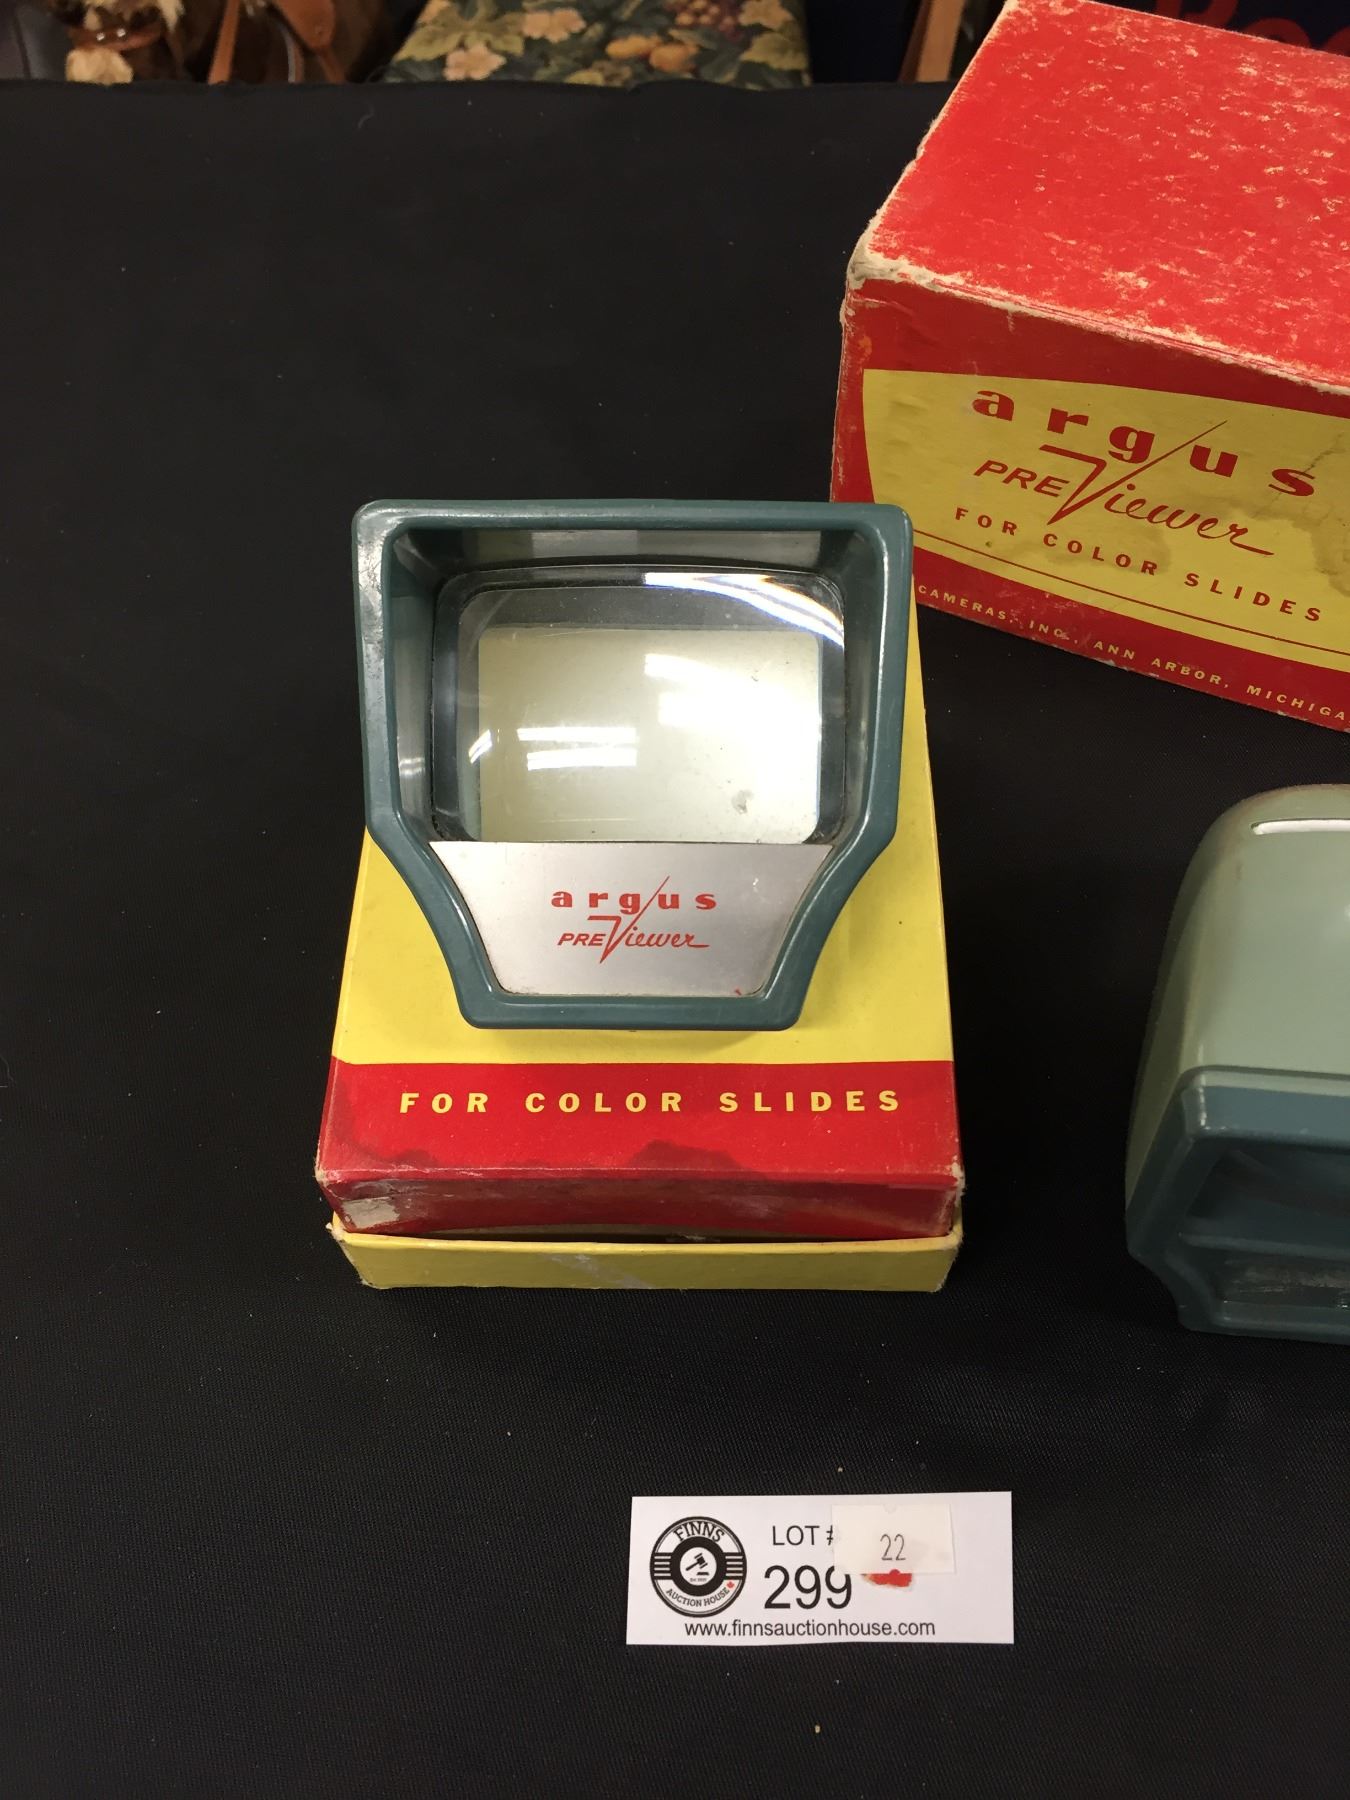 argus
PREViewer
FOR COLOR SLIDES
CAMERAS, INC., ANN ARBOR, MICHIGA
argus
PREViewer
FOR COLOR SLIDES
FINNS
AUCTION HOUSE
LOT #
22
299
www.finnsauctionhouse.com